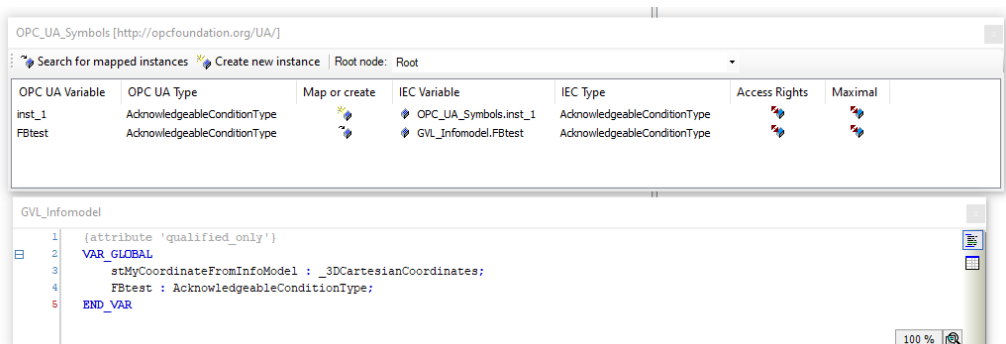 OPC_UA_Symbols [http://opcfoundation.org/UA/]
Search for mapped instances Create new instance Root node: Root
OPC UA Variable OPC UA Type Map or create IEC Variable IEC Type Access Rights Maximal
inst_1 AcknowledgeableConditionType OPC_UA_Symbols.inst_1 AcknowledgeableConditionType
FBtest AcknowledgeableConditionType GVL_Infomodel.FBtest AcknowledgeableConditionType
GVL_Infomodel
1 {attribute 'qualified_only'}
2 VAR_GLOBAL
3 stMyCoordinateFromInfoModel : _3DCartesianCoordinates;
4 FBtest : AcknowledgeableConditionType;
5 END_VAR
100 %